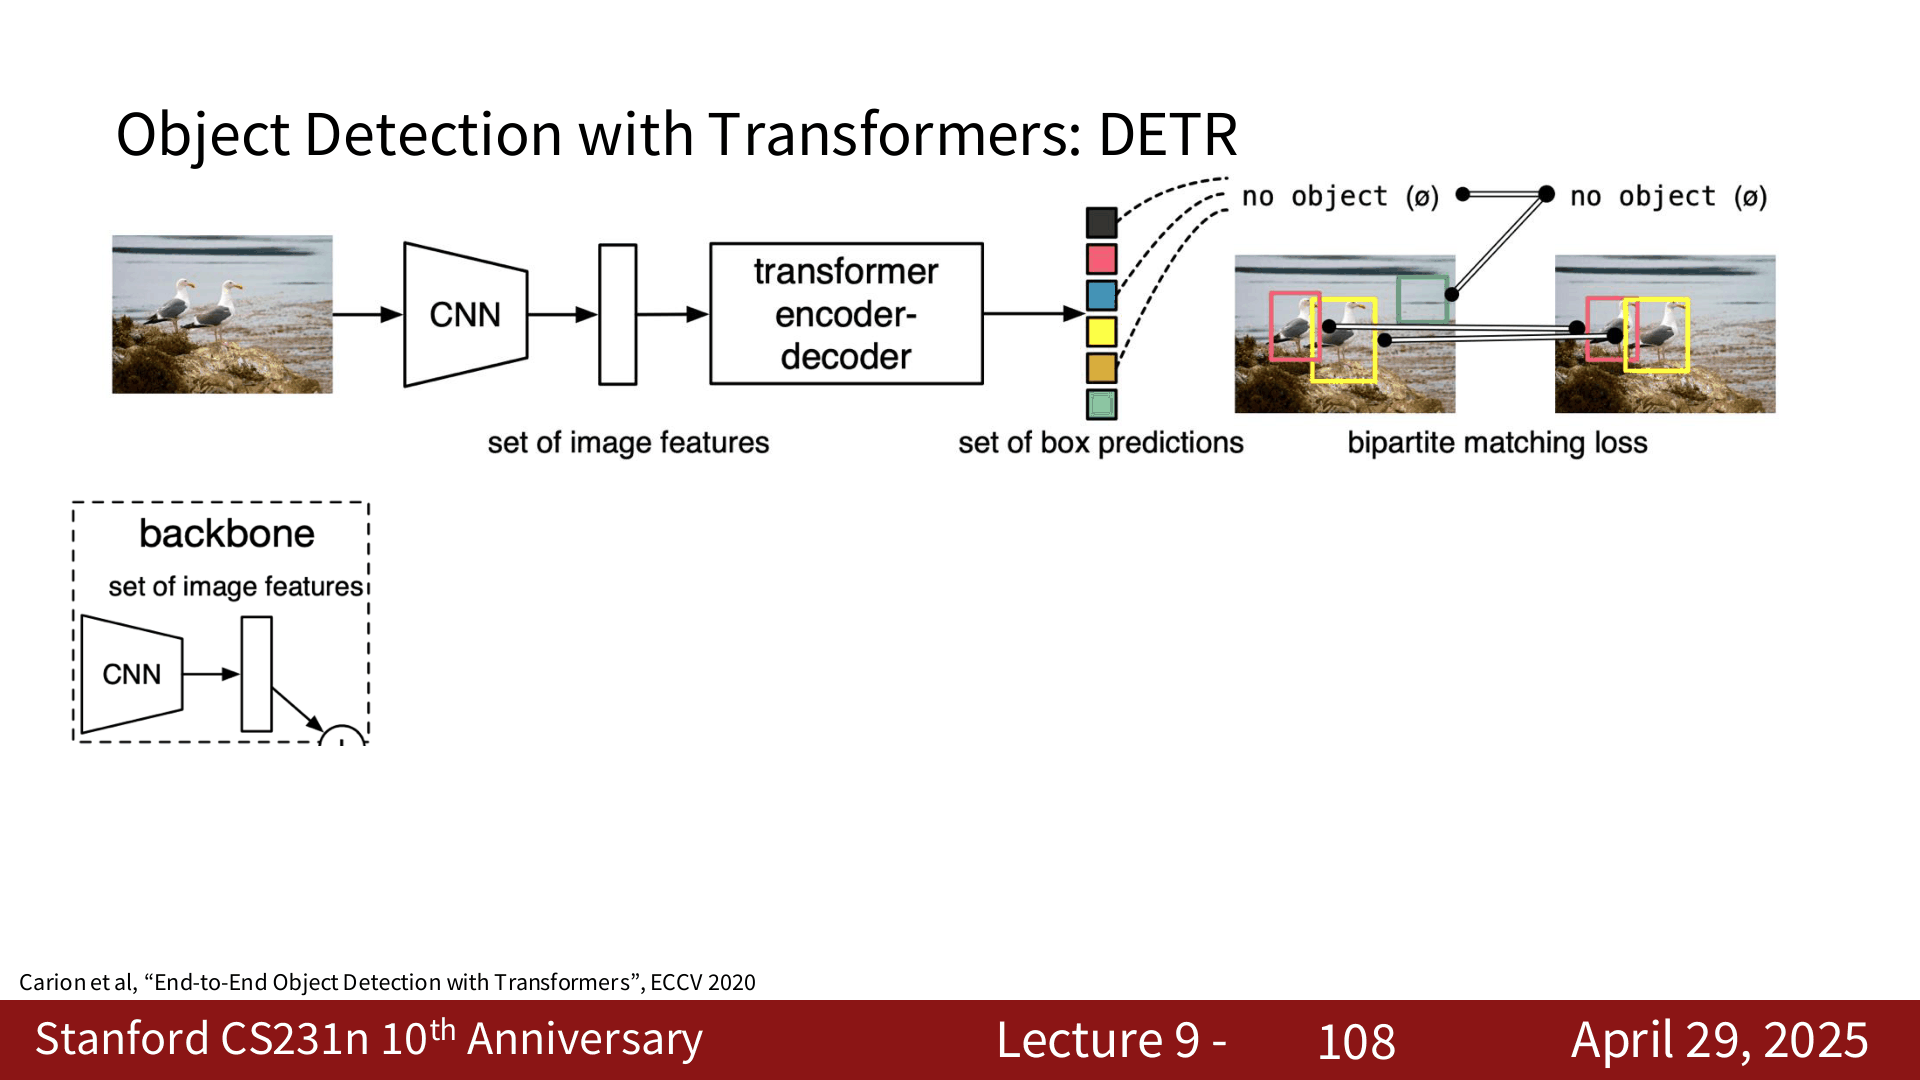 Object Detection with Transformers: DETR
no object (ø)
no object (ø)
CNN
transformer
encoder-
decoder
set of image features
set of box predictions
bipartite matching loss
backbone
set of image features
CNN
Carion et al, “End-to-End Object Detection with Transformers”, ECCV 2020
Stanford CS231n 10th Anniversary
Lecture 9 -
108
April 29, 2025